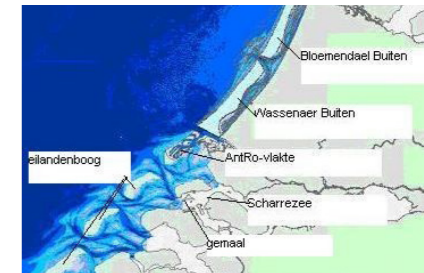 Bloemendael Buiten
Wassenaer Buiten
eilandenboog
AntRo-vlakte
Scharrezee
gemaal